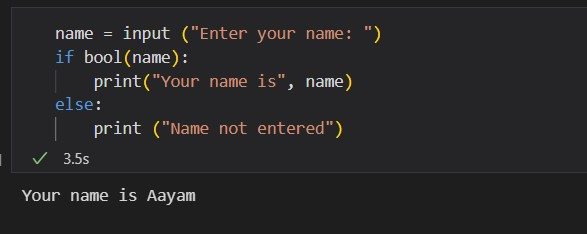 name = input ("Enter your name: ")
if bool(name):
    print("Your name is", name)
else:
    print ("Name not entered")
3.5s
Your name is Aayam